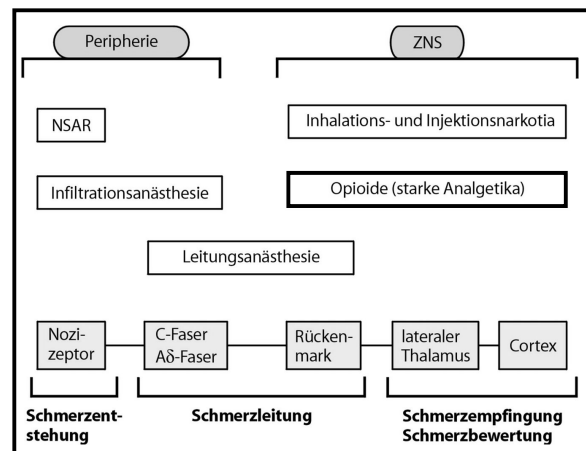 Peripherie
ZNS
NSAR
Inhalations- und Injektionsnarkotia
Infiltrationsanästhesie
Opioide (starke Analgetika)
Leitungsanästhesie
Nozi-
zeptor
C-Faser
Aδ-Faser
Rücken-
mark
lateraler
Thalamus
Cortex
Schmerzent-
stehung
Schmerzleitung
Schmerzempfingung
Schmerzbewertung